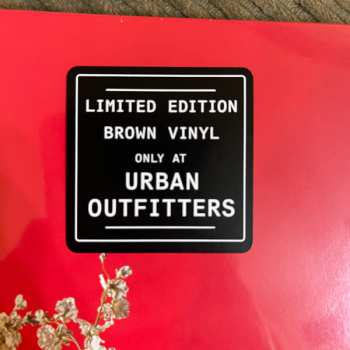 LIMITED EDITION
BROWN VINYL
ONLY AT
URBAN
OUTFITTERS